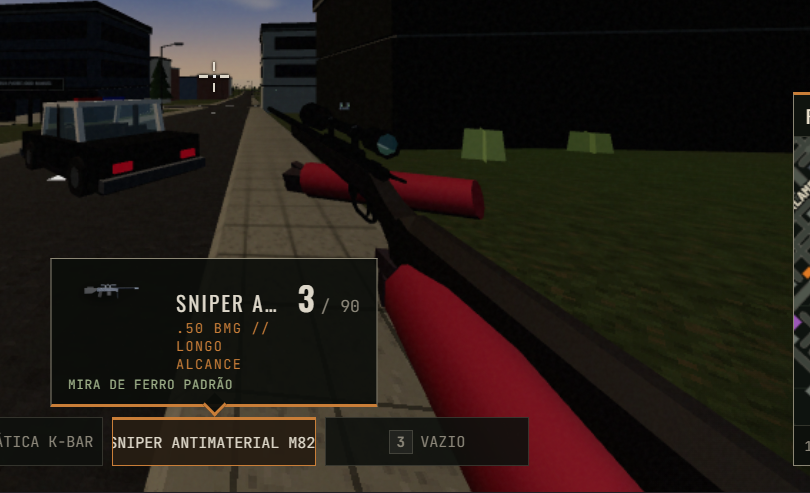 SNIPER A… 3 / 90
.50 BMG //
LONGO
ALCANCE
MIRA DE FERRO PADRÃO
ÁTICA K-BAR
SNIPER ANTIMATERIAL M82
3 VAZIO